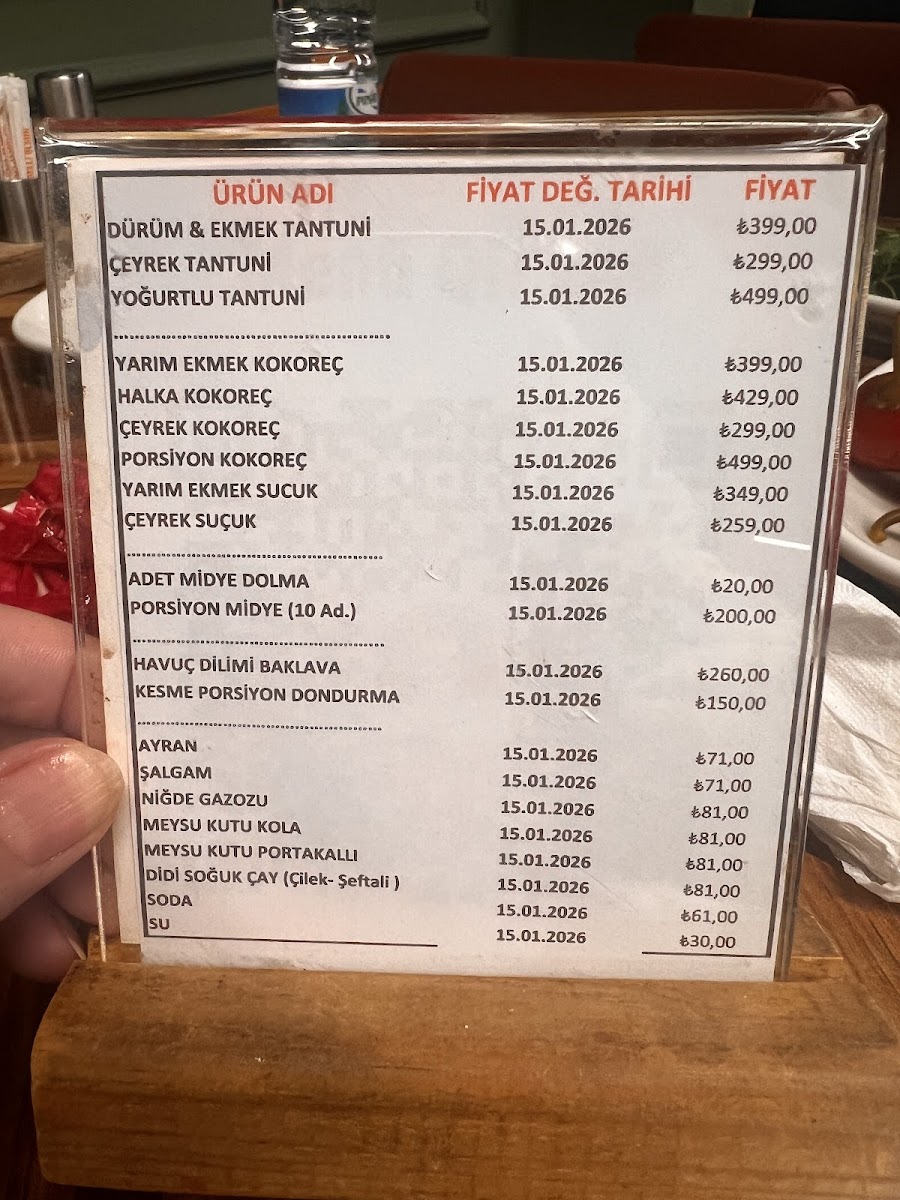 ÜRÜN ADI FİYAT DEĞ. TARİHİ FİYAT
DÜRÜM & EKMEK TANTUNİ 15.01.2026 ₺399,00
ÇEYREK TANTUNİ 15.01.2026 ₺299,00
YOĞURTLU TANTUNİ 15.01.2026 ₺499,00
YARIM EKMEK KOKOREÇ 15.01.2026 ₺399,00
HALKA KOKOREÇ 15.01.2026 ₺429,00
ÇEYREK KOKOREÇ 15.01.2026 ₺299,00
PORSİYON KOKOREÇ 15.01.2026 ₺499,00
YARIM EKMEK SUCUK 15.01.2026 ₺349,00
ÇEYREK SUÇUK 15.01.2026 ₺259,00
ADET MİDYE DOLMA 15.01.2026 ₺20,00
PORSİYON MİDYE (10 Ad.) 15.01.2026 ₺200,00
HAVUÇ DİLİMİ BAKLAVA 15.01.2026 ₺260,00
KESME PORSİYON DONDURMA 15.01.2026 ₺150,00
AYRAN 15.01.2026 ₺71,00
ŞALGAM 15.01.2026 ₺71,00
NİĞDE GAZOZU 15.01.2026 ₺81,00
MEYSU KUTU KOLA 15.01.2026 ₺81,00
MEYSU KUTU PORTAKALLI 15.01.2026 ₺81,00
DİDİ SOĞUK ÇAY (Çilek- Şeftali ) 15.01.2026 ₺81,00
SODA 15.01.2026 ₺61,00
SU 15.01.2026 ₺30,00